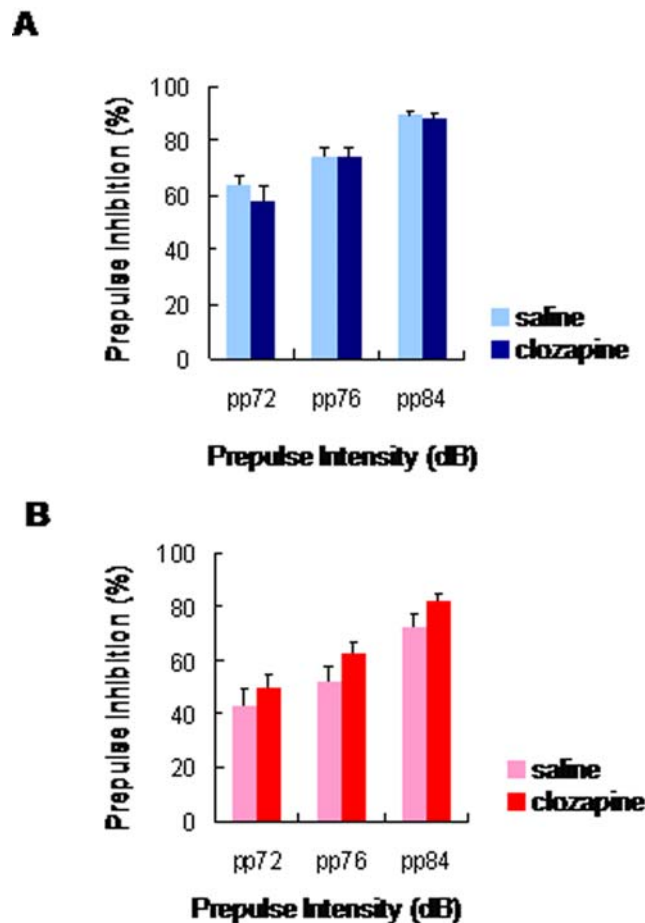 A
Prepulse Inhibition (%)
100
80
60
40
20
0
pp72 pp76 pp84
saline
clozapine
Prepulse Intensity (dB)
B
Prepulse Inhibition (%)
100
80
60
40
20
0
pp72 pp76 pp84
saline
clozapine
Prepulse Intensity (dB)